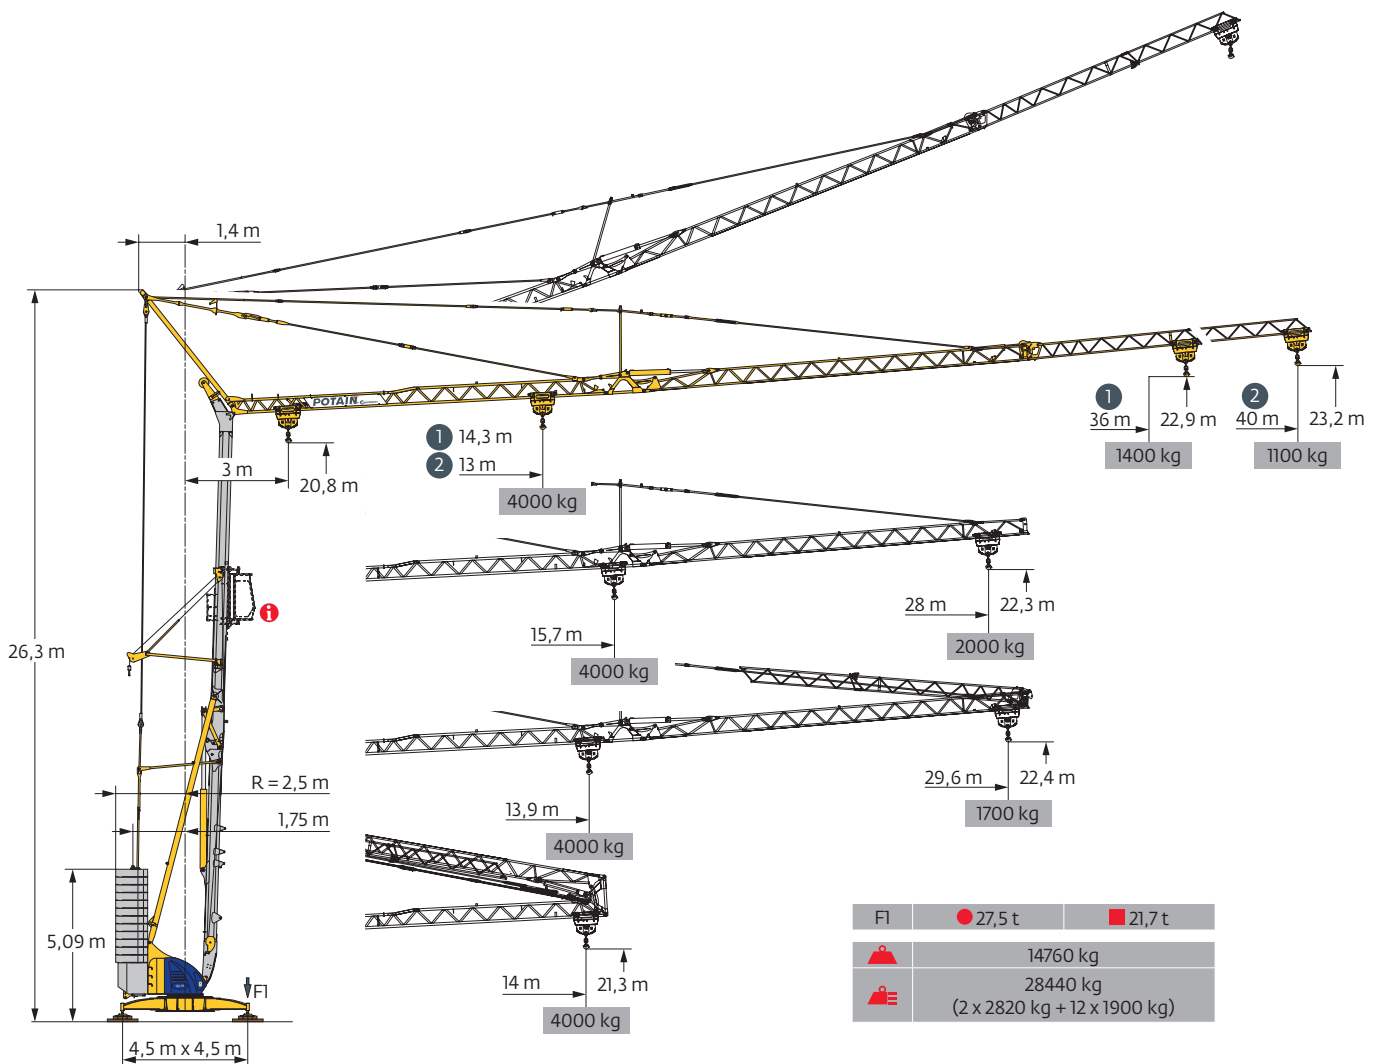 1,4 m
POTAIN
1 14,3 m
2 13 m
4000 kg
3 m
20,8 m
1
36 m
22,9 m
1400 kg
2
40 m
23,2 m
1100 kg
i
26,3 m
15,7 m
4000 kg
28 m
22,3 m
2000 kg
R = 2,5 m
1,75 m
13,9 m
4000 kg
29,6 m
22,4 m
1700 kg
5,09 m
F1
14 m
21,3 m
4000 kg
4,5 m x 4,5 m
F1 27,5 t 21,7 t
14760 kg
28440 kg
(2 x 2820 kg + 12 x 1900 kg)